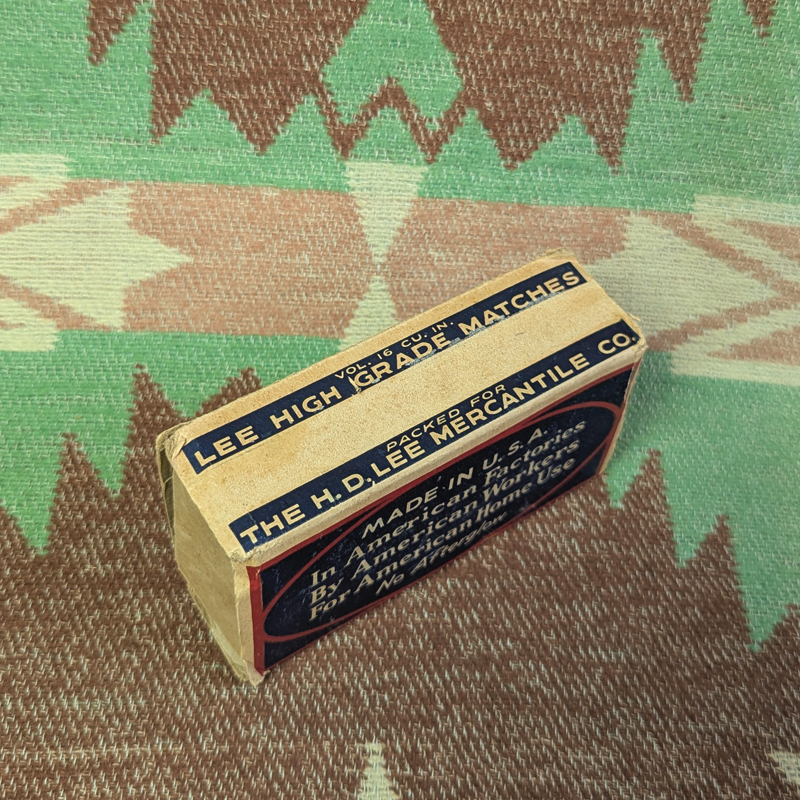 VOL. 16 CU. IN.
LEE HIGH GRADE MATCHES
PACKED FOR
THE H. D. LEE MERCANTILE CO.
MADE IN U. S. A.
In American Factories
By American Workers
For American Home Use
No Afterglow